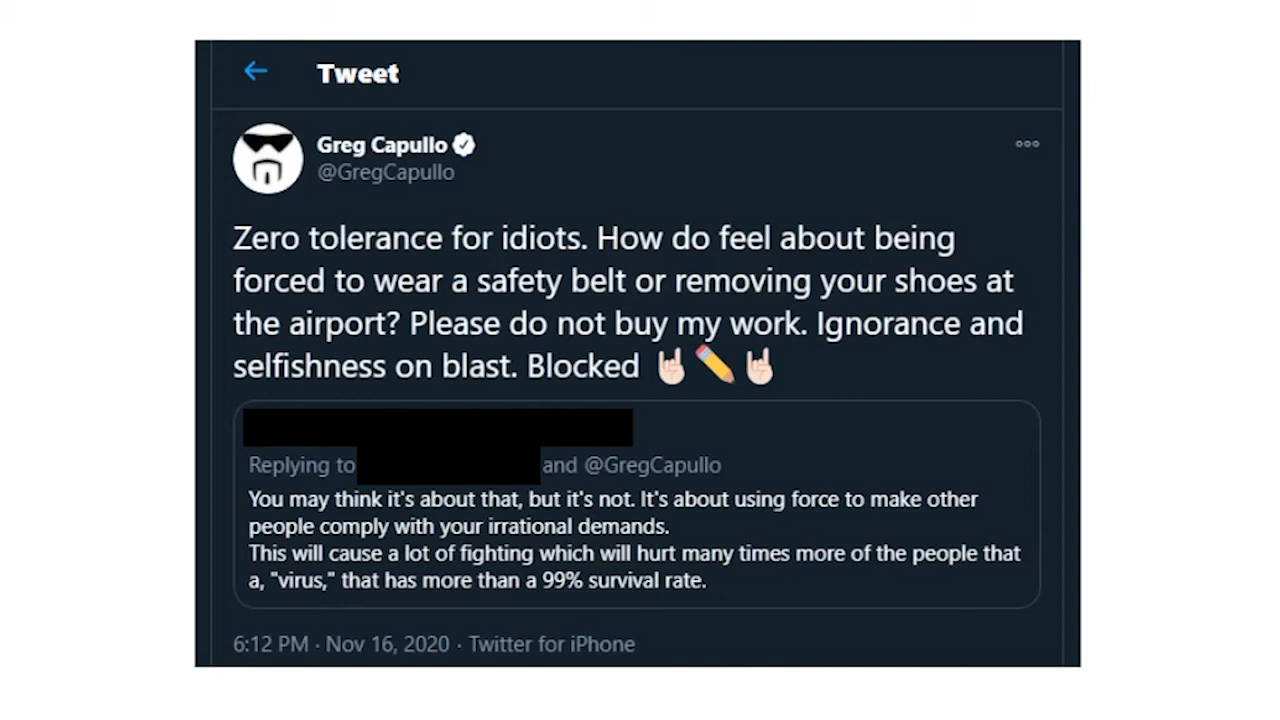 Tweet
Greg Capullo
@GregCapullo
Zero tolerance for idiots. How do feel about being
forced to wear a safety belt or removing your shoes at
the airport? Please do not buy my work. Ignorance and
selfishness on blast. Blocked 🤘🏻✏️🤘🏻
Replying to and @GregCapullo
You may think it's about that, but it's not. It's about using force to make other
people comply with your irrational demands.
This will cause a lot of fighting which will hurt many times more of the people that
a, "virus," that has more than a 99% survival rate.
6:12 PM · Nov 16, 2020 · Twitter for iPhone